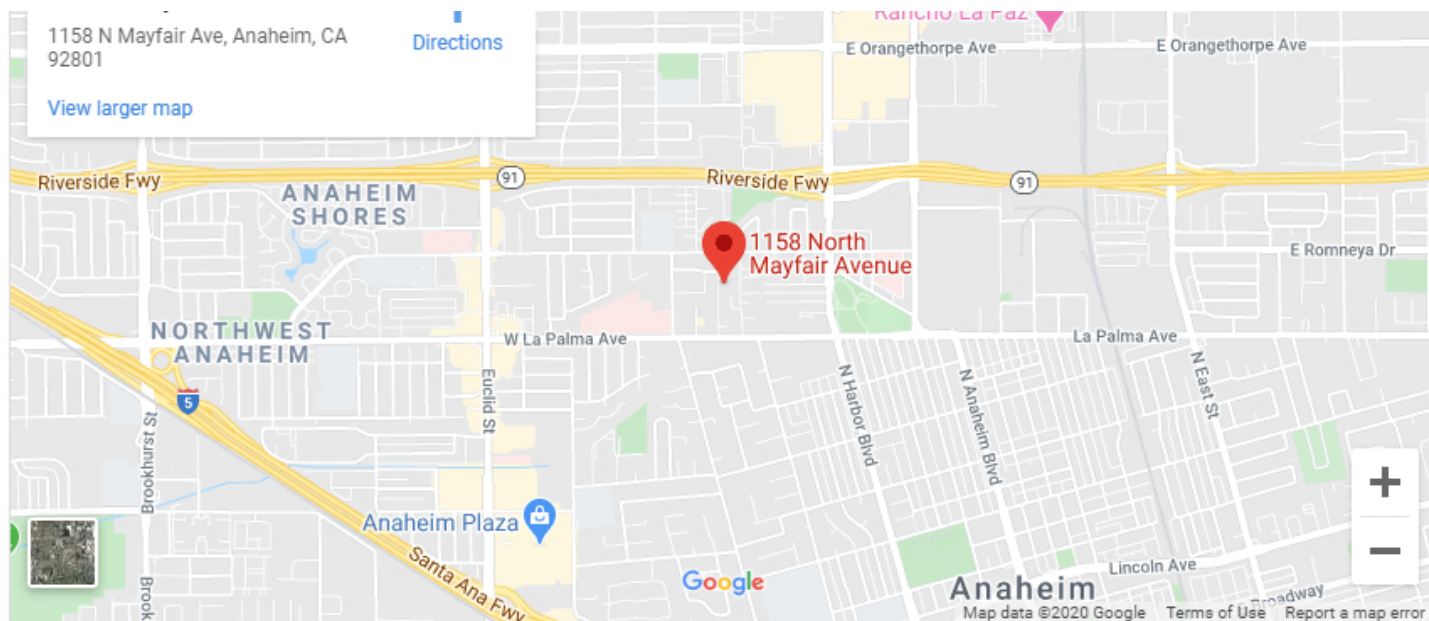 Rancho La Paz
1158 N Mayfair Ave, Anaheim, CA
92801
Directions
View larger map
E Orangethorpe Ave
E Orangethorpe Ave
Riverside Fwy
91
Riverside Fwy
91
ANAHEIM
SHORES
1158 North
Mayfair Avenue
E Romneya Dr
NORTHWEST
ANAHEIM
W La Palma Ave
La Palma Ave
5
Euclid St
N Harbor Blvd
N Anaheim Blvd
N East St
Brookhurst St
Anaheim Plaza
Santa Ana Fwy
Brook
Lincoln Ave
Broadway
Google
Anaheim
+
−
Map data ©2020 Google
Terms of Use
Report a map error